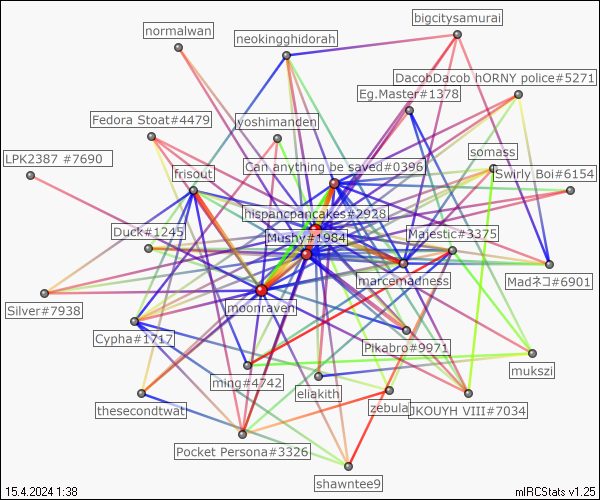 bigcitysamurai
normalwan
neokingghidorah
DacobDacob hORNY police#5271
Eg.Master#1378
Fedora Stoat#4479
jyoshimanden
LPK2387 #7690
somass
Can anything be saved#0396
frisout
Swirly Boi#6154
hispancpancakes#2928
Duck#1245
Mushy#1984
Majestic#3375
marcemadness
Madネコ#6901
moonraven
Silver#7938
Cypha#1717
Pikabro#9971
mukszi
ming#4742
eliakith
thesecondtwat
zebula
JKOUYH VIII#7034
Pocket Persona#3326
shawntee9
15.4.2024 1:38
mIRCStats v1.25